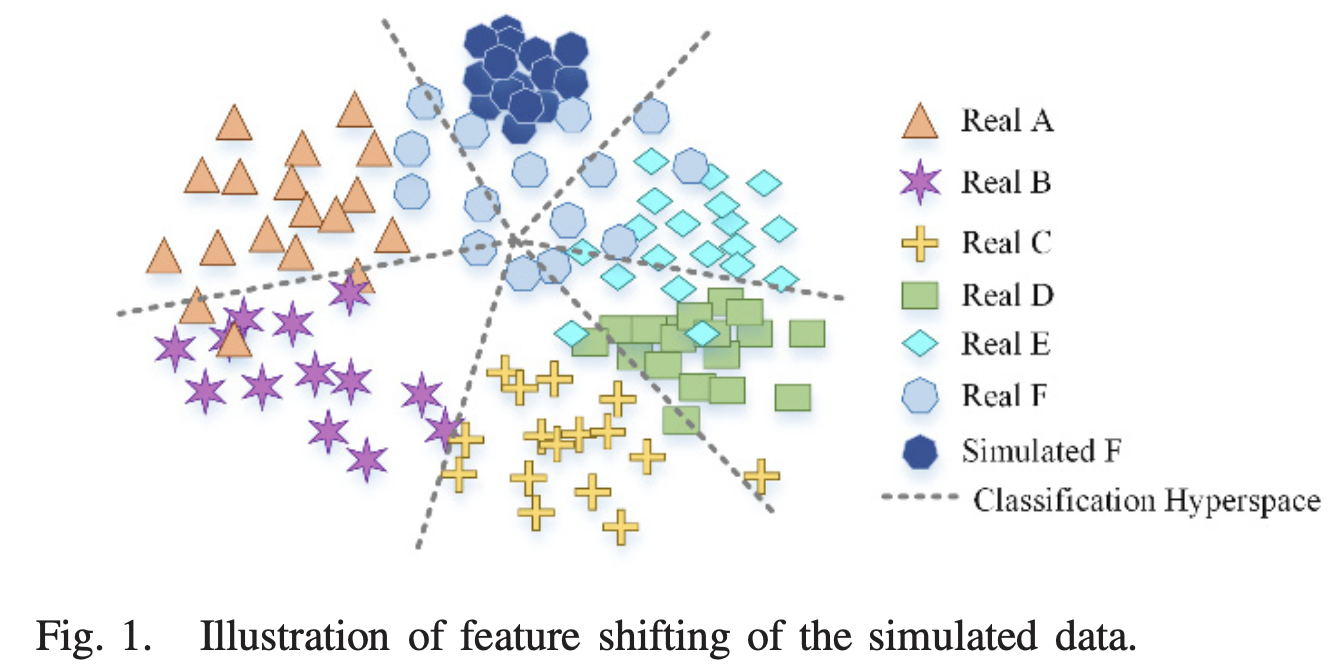 Real A
Real B
Real C
Real D
Real E
Real F
Simulated F
Classification Hyperspace
Fig. 1. Illustration of feature shifting of the simulated data.